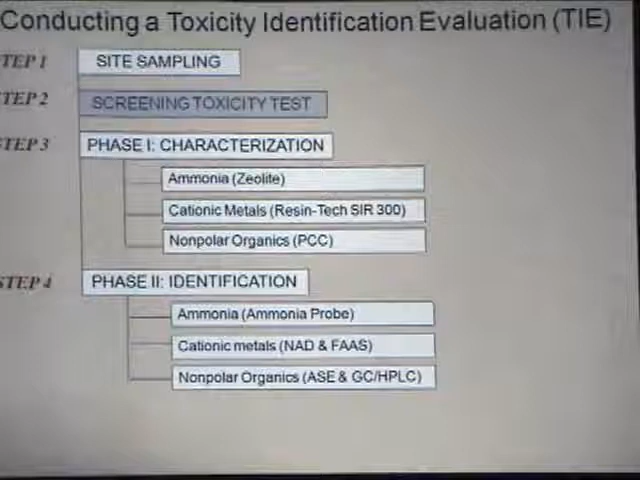 Conducting a Toxicity Identification Evaluation (TIE)
TEP 1 SITE SAMPLING
TEP 2 SCREENING TOXICITY TEST
TEP 3 PHASE I: CHARACTERIZATION
Ammonia (Zeolite)
Cationic Metals (Resin-Tech SIR 300)
Nonpolar Organics (PCC)
STEP 4 PHASE II: IDENTIFICATION
Ammonia (Ammonia Probe)
Cationic metals (NAD & FAAS)
Nonpolar Organics (ASE & GC/HPLC)